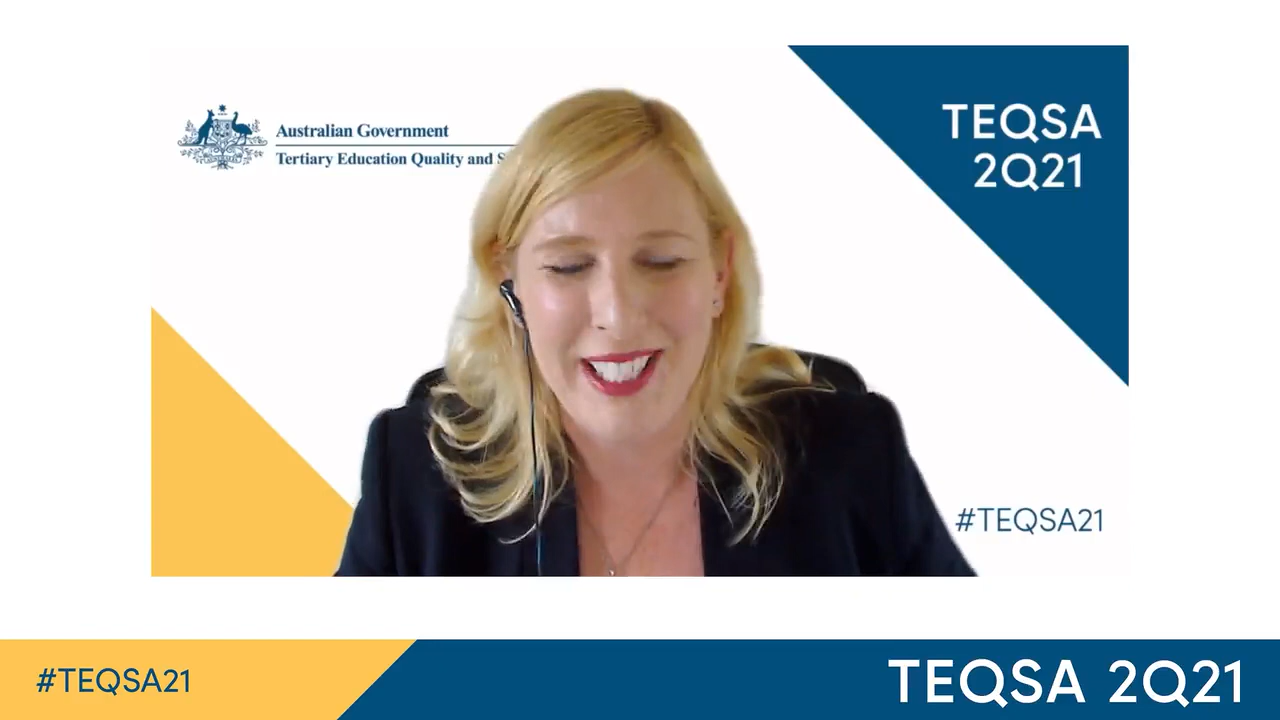 Australian Government
Tertiary Education Quality and S
TEQSA
2Q21
#TEQSA21
#TEQSA21
TEQSA 2Q21